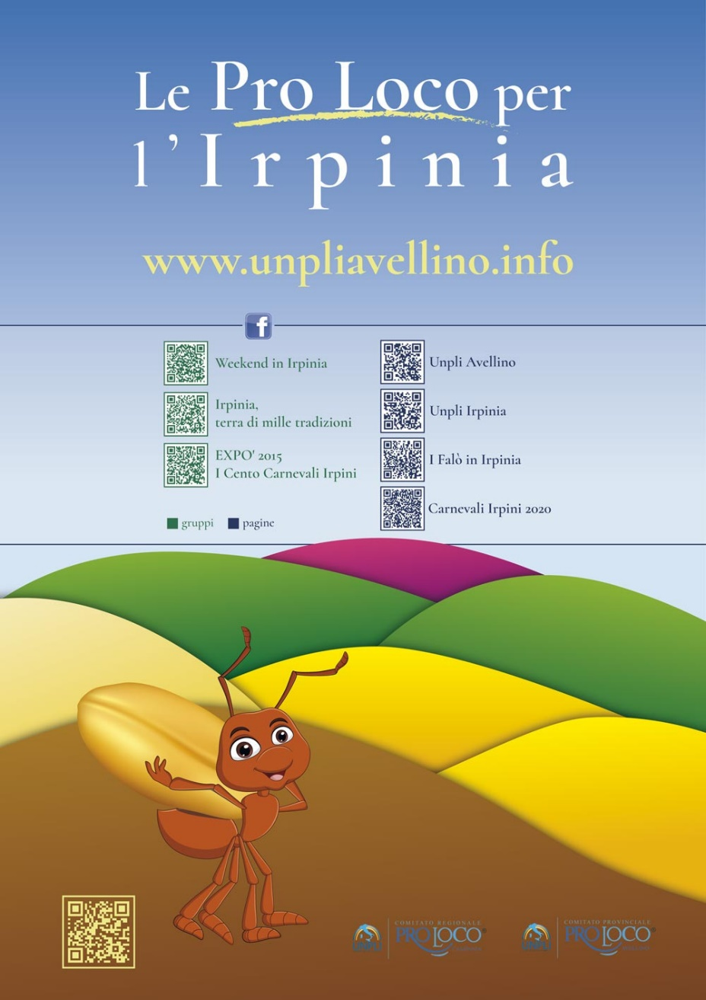 Le Pro Loco per
l'Irpinia
www.unpliavellino.info
f
Weekend in Irpinia
Irpinia,
terra di mille tradizioni
EXPO' 2015
I Cento Carnevali Irpini
gruppi
pagine
Unpli Avellino
Unpli Irpinia
I Falò in Irpinia
Carnevali Irpini 2020
UNPLI
COMITATO REGIONALE
PRO LOCO
UNPLI
COMITATO PROVINCIALE
PRO LOCO